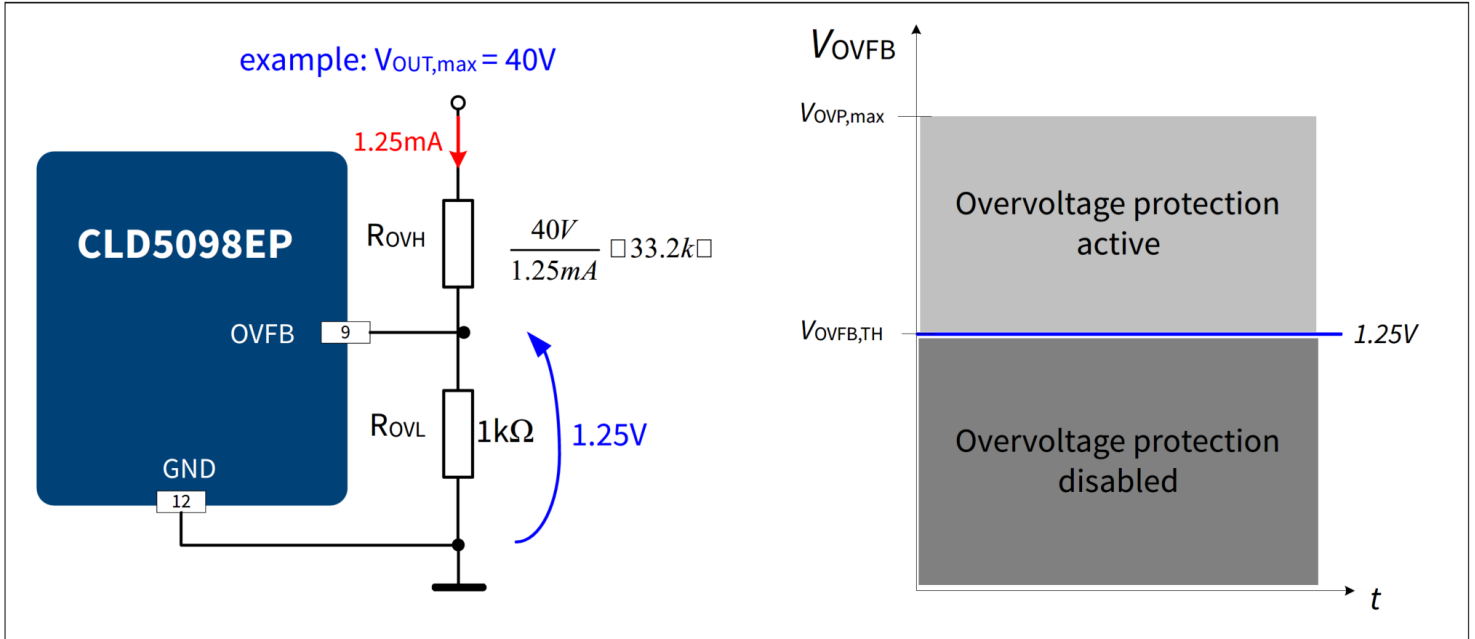 example: VOUT,max = 40V
1.25mA
CLD5098EP
ROVH
40V
1.25mA
□33.2k□
OVFB
9
ROVL
1kΩ
1.25V
GND
12
VOVFB
VOVP,max
Overvoltage protection
active
VOVFB,TH
1.25V
Overvoltage protection
disabled
t